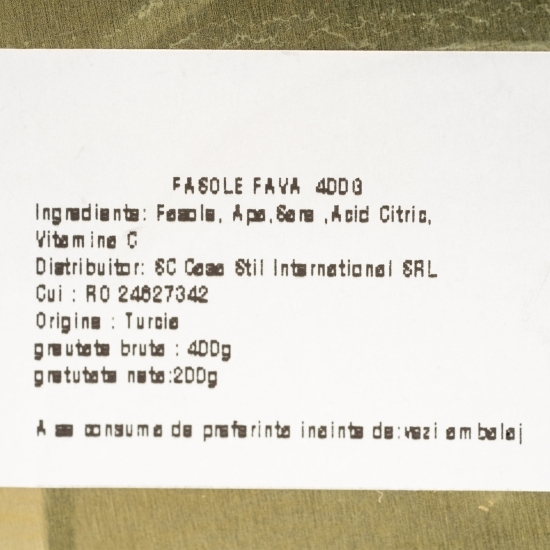 FASOLE FAVA 400G
Ingrediente: Fasole, Apa,Sare ,Acid Citric,
Vitamina C
Distribuitor: SC Casa Stil International SRL
Cui : RO 24627342
Origine : Turcia
greutate bruta : 400g
gretutate neta:200g
A se consuma de preferinta inainte de:vezi ambalaj